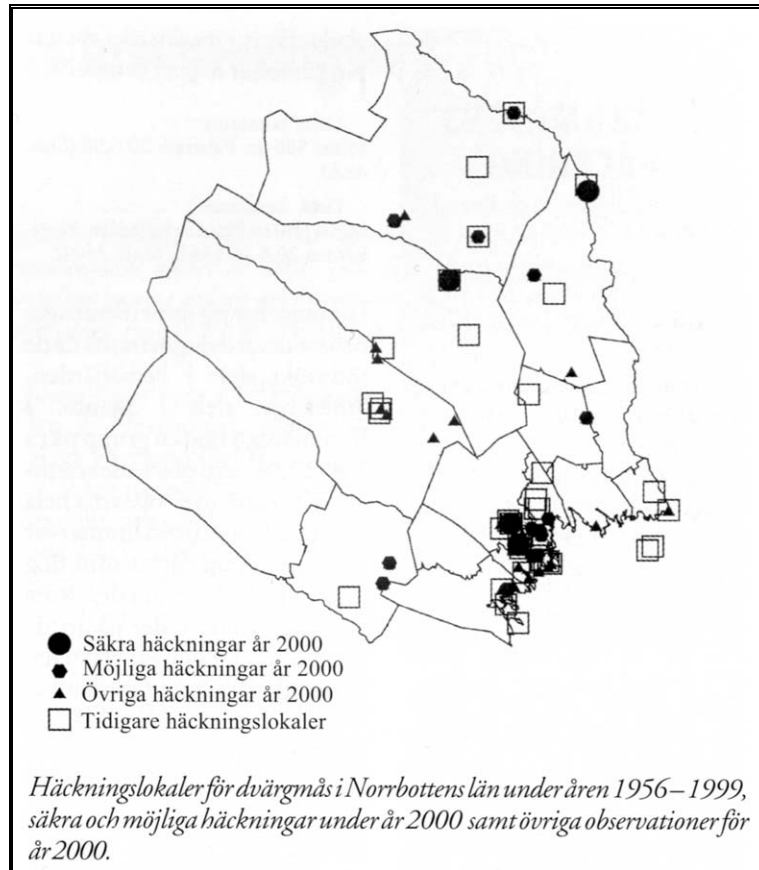 Säkra häckningar år 2000
Möjliga häckningar år 2000
Övriga häckningar år 2000
Tidigare häckningslokaler
Häckningslokaler för dvärgmås i Norrbottens län under åren 1956–1999,
säkra och möjliga häckningar under år 2000 samt övriga observationer för
år 2000.